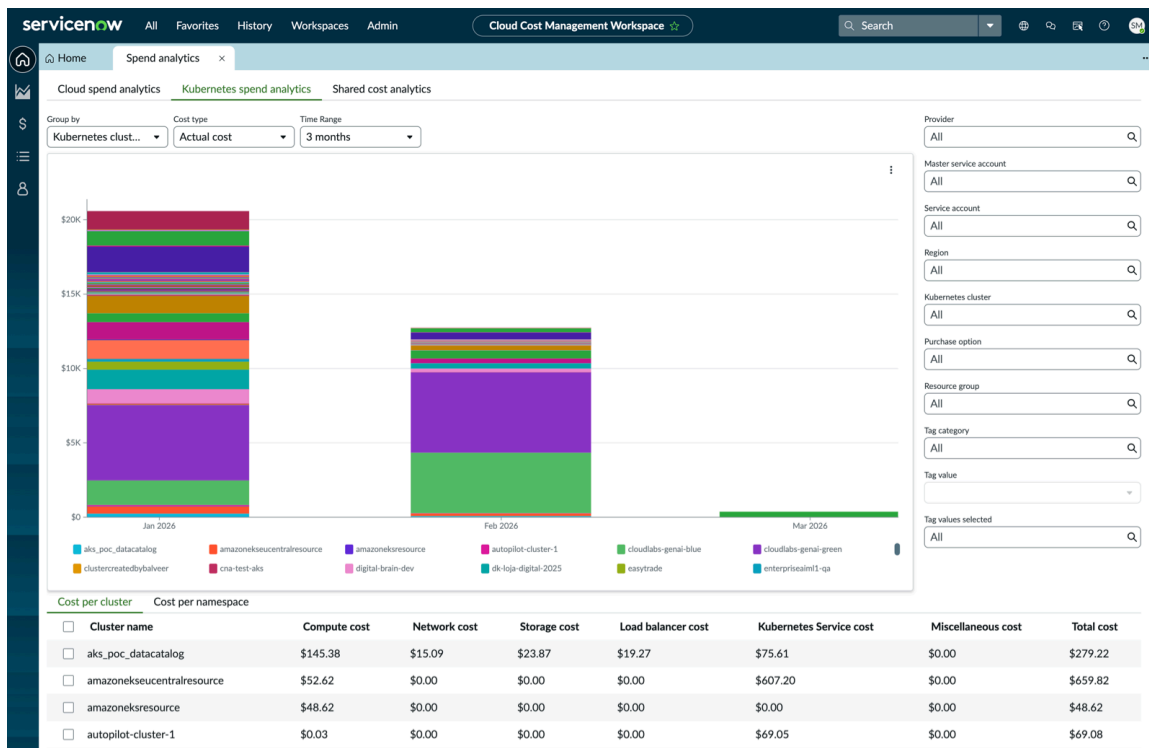 servicenow All Favorites History Workspaces Admin Cloud Cost Management Workspace Search SM
Home Spend analytics ×
Cloud spend analytics Kubernetes spend analytics Shared cost analytics
Group by Cost type Time Range
Kubernetes clust... Actual cost 3 months
Provider
All
Master service account
All
Service account
All
Region
All
Kubernetes cluster
All
Purchase option
All
Resource group
All
Tag category
All
Tag value
Tag values selected
All
$20K
$15K
$10K
$5K
$0
Jan 2026 Feb 2026 Mar 2026
aks_poc_datacatalog amazonekseucentralresource amazoneksresource autopilot-cluster-1 cloudlabs-genai-blue cloudlabs-genai-green
clustercreatedbybalveer cna-test-aks digital-brain-dev dk-loja-digital-2025 easytrade enterpriseaiml1-qa
Cost per cluster Cost per namespace
Cluster name Compute cost Network cost Storage cost Load balancer cost Kubernetes Service cost Miscellaneous cost Total cost
aks_poc_datacatalog $145.38 $15.09 $23.87 $19.27 $75.61 $0.00 $279.22
amazonekseucentralresource $52.62 $0.00 $0.00 $0.00 $607.20 $0.00 $659.82
amazoneksresource $48.62 $0.00 $0.00 $0.00 $0.00 $0.00 $48.62
autopilot-cluster-1 $0.03 $0.00 $0.00 $0.00 $69.05 $0.00 $69.08